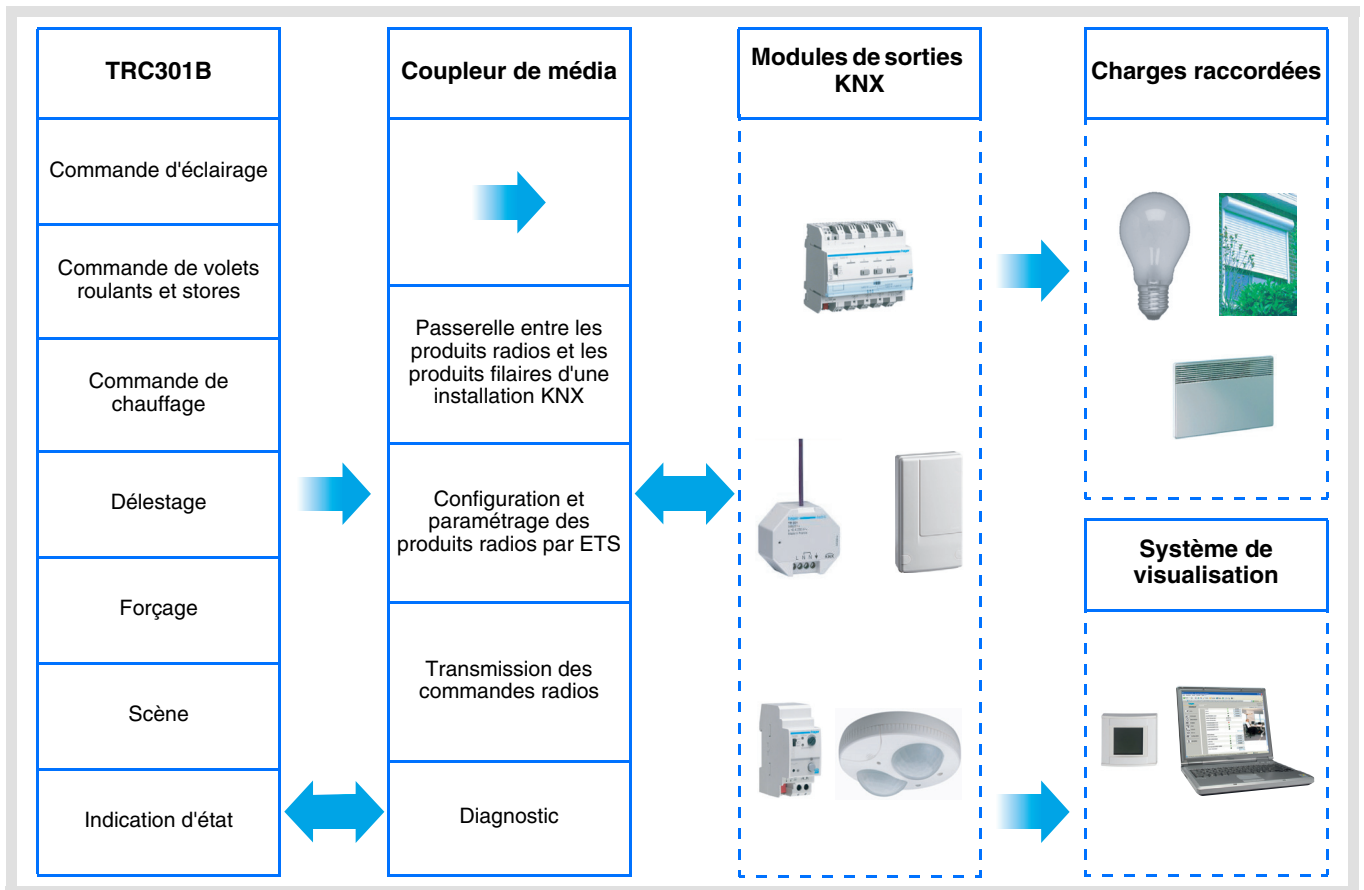 TRC301B
Commande d'éclairage
Commande de volets
roulants et stores
Commande de
chauffage
Délestage
Forçage
Scène
Indication d'état
Coupleur de média
Passerelle entre les
produits radios et les
produits filaires d'une
installation KNX
Configuration et
paramétrage des
produits radios par ETS
Transmission des
commandes radios
Diagnostic
Modules de sorties
KNX
Charges raccordées
Système de
visualisation